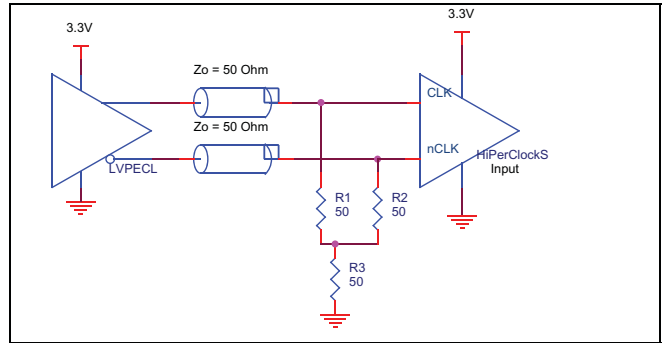 3.3V
3.3V
Zo = 50 Ohm
CLK
Zo = 50 Ohm
nCLK
HiPerClockS
LVPECL
Input
R1
50
R2
50
R3
50